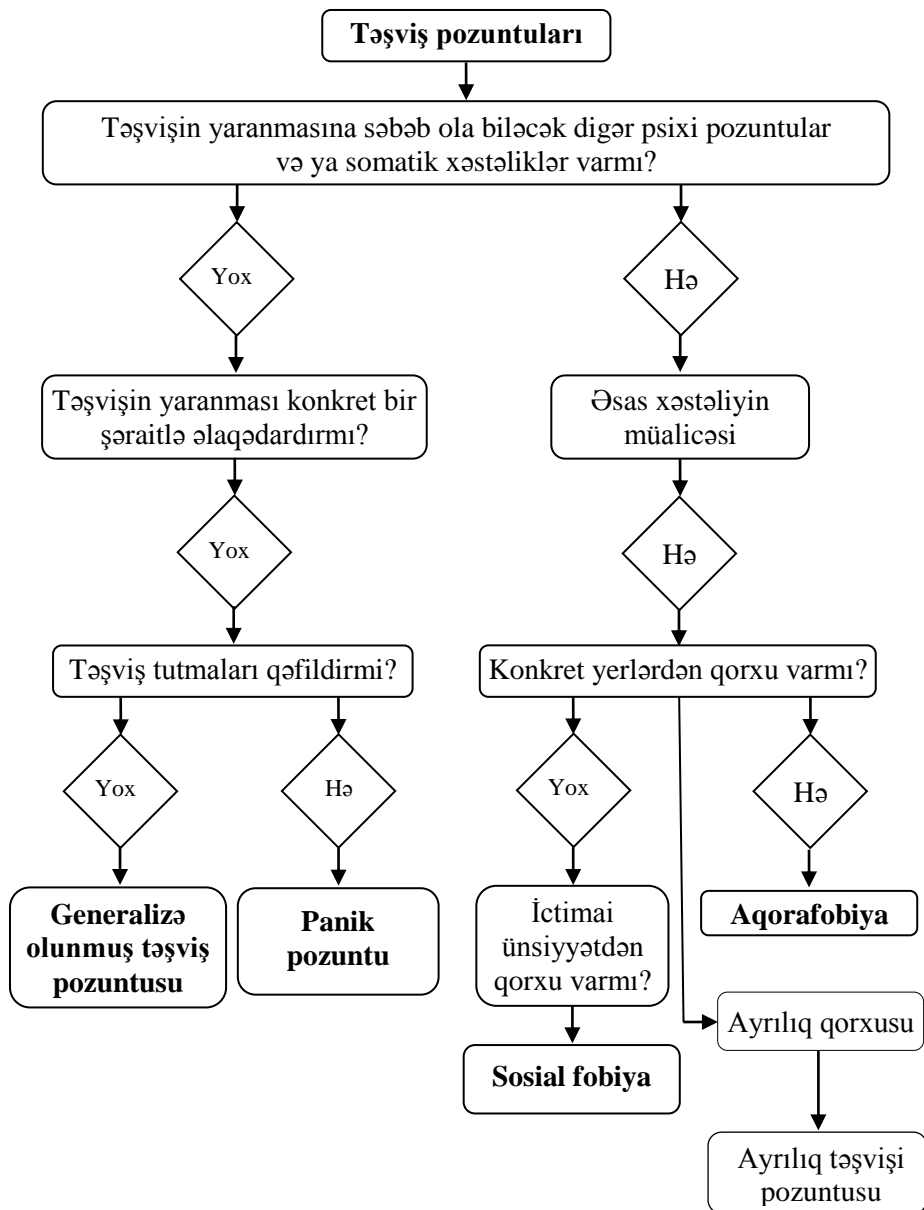 Təşviş pozuntuları
Təşvişin yaranmasına səbəb ola biləcək digər psixi pozuntular
və ya somatik xəstəliklər varmı?
Yox
Hə
Təşvişin yaranması konkret bir
şəraitlə əlaqədardırmı?
Əsas xəstəliyin
müalicəsi
Yox
Hə
Təşviş tutmaları qəfildirmi?
Konkret yerlərdən qorxu varmı?
Yox
Hə
Yox
Hə
Generalizə
olunmuş təşviş
pozuntusu
Panik
pozuntu
İctimai
ünsiyyətdən
qorxu varmı?
Aqorafobiya
Ayrılıq qorxusu
Sosial fobiya
Ayrılıq təşvişi
pozuntusu